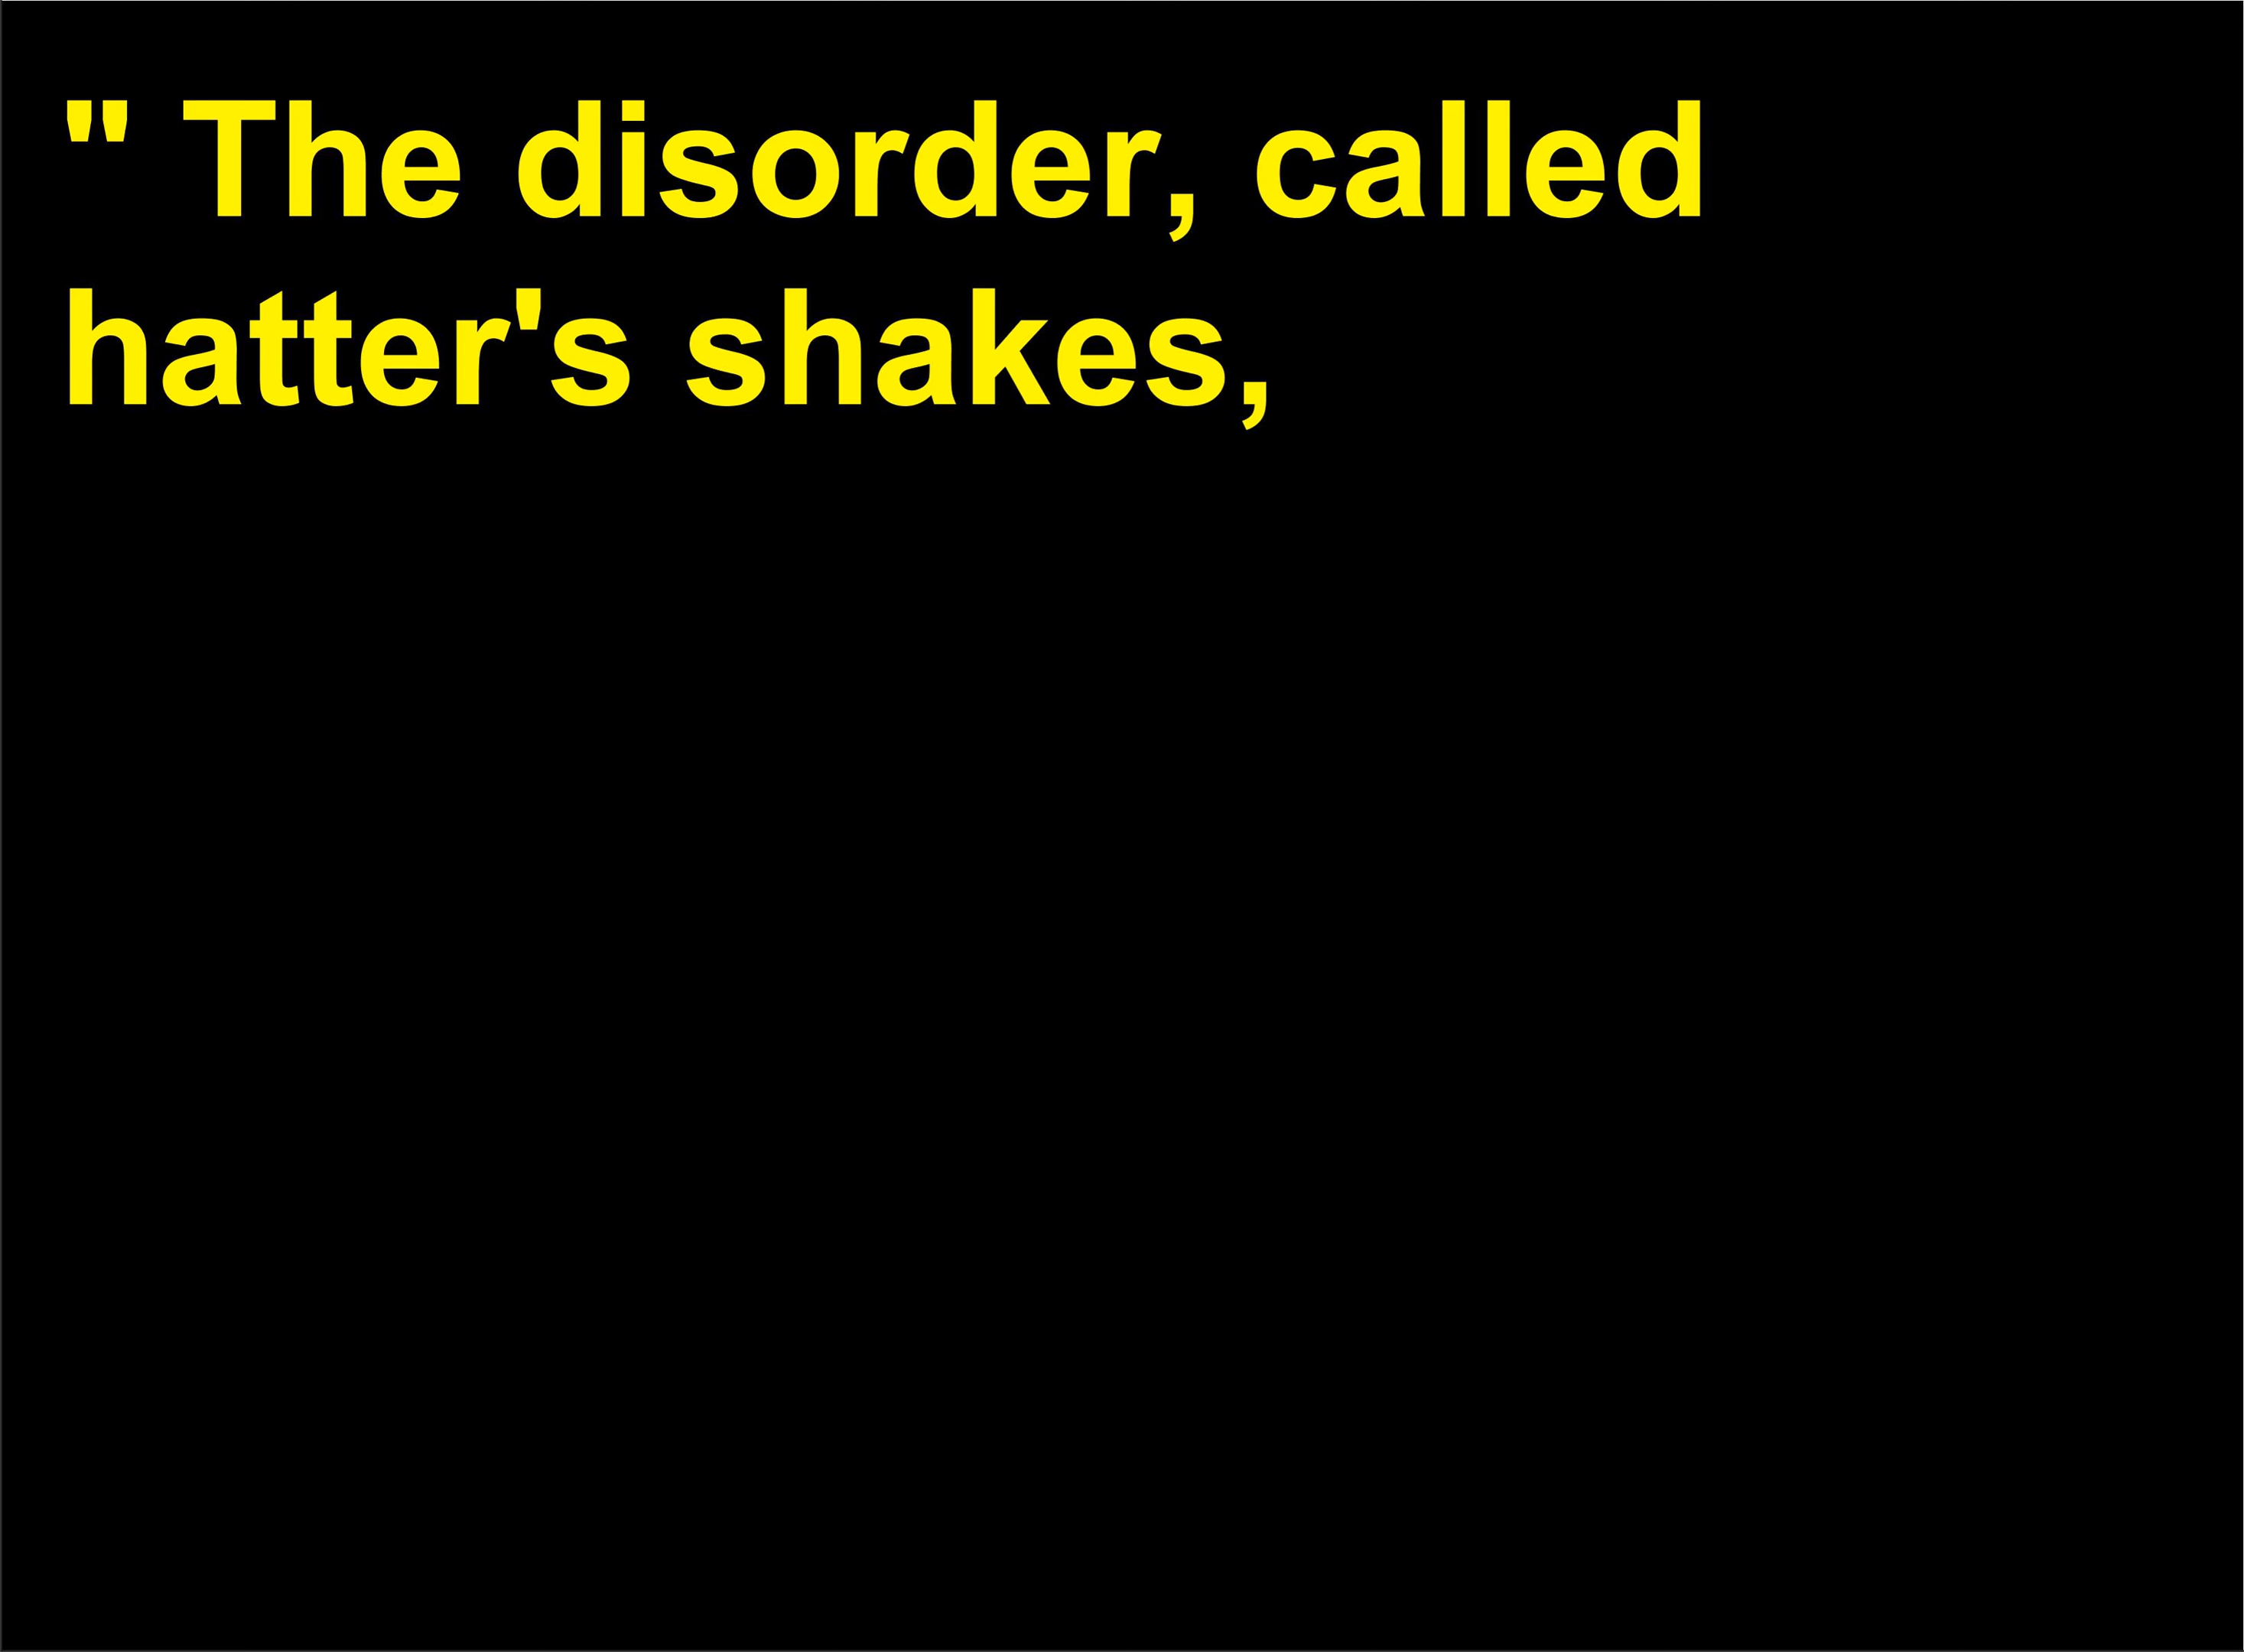 " The disorder, called
hatter's shakes,